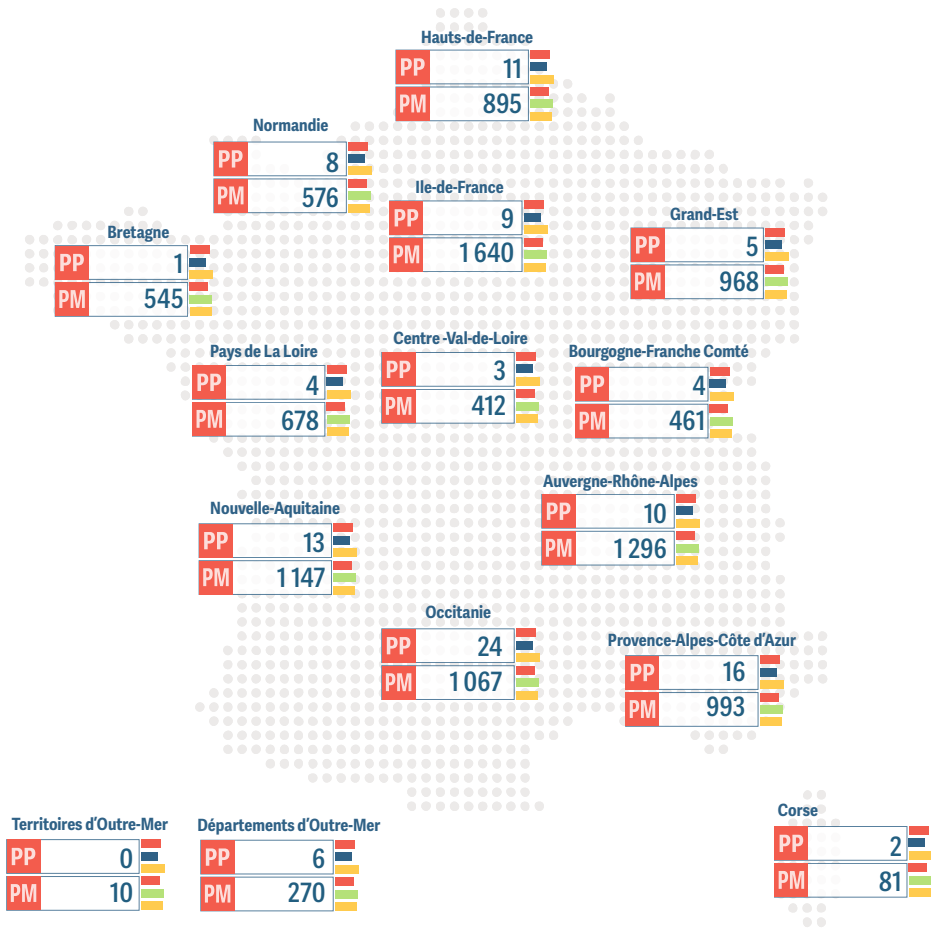 Hauts-de-France
PP 11
PM 895
Normandie
PP 8
PM 576
Ile-de-France
PP 9
PM 1 640
Grand-Est
PP 5
PM 968
Bretagne
PP 1
PM 545
Pays de La Loire
PP 4
PM 678
Centre -Val-de-Loire
PP 3
PM 412
Bourgogne-Franche Comté
PP 4
PM 461
Auvergne-Rhône-Alpes
PP 10
PM 1 296
Nouvelle-Aquitaine
PP 13
PM 1 147
Occitanie
PP 24
PM 1 067
Provence-Alpes-Côte d'Azur
PP 16
PM 993
Territoires d'Outre-Mer
PP 0
PM 10
Départements d'Outre-Mer
PP 6
PM 270
Corse
PP 2
PM 81